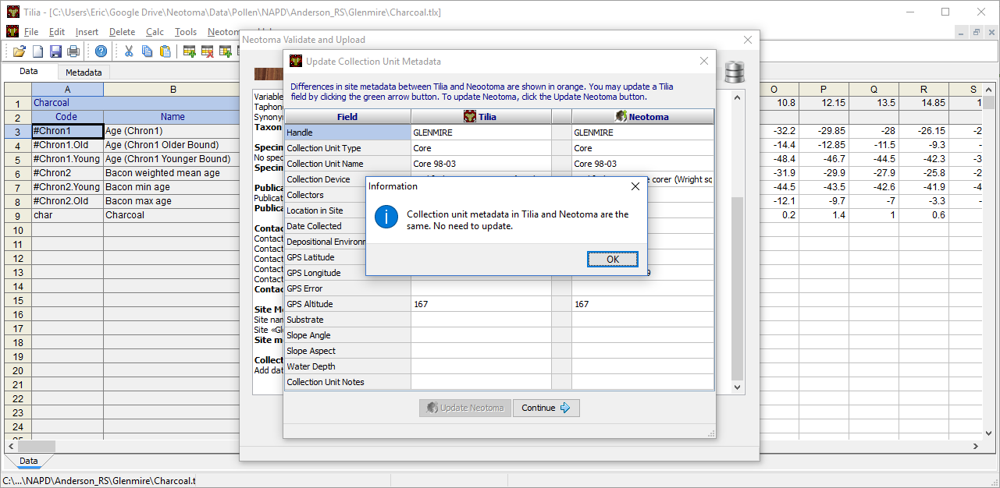 Tilia - [C:\Users\Eric\Google Drive\Neotoma\Data\Pollen\NAPD\Anderson_RS\Glenmire\Charcoal.tlx]
File Edit Insert Delete Calc Tools Neotom
Neotoma Validate and Upload
Data Metadata
Update Collection Unit Metadata
Differences in site metadata between Tilia and Neootoma are shown in orange. You may update a Tilia
field by clicking the green arrow button. To update Neotoma, click the Update Neotoma button.
Field Tilia Neotoma
Handle GLENMIRE GLENMIRE
Collection Unit Type Core Core
Collection Unit Name Core 98-03 Core 98-03
Collection Device e corer (Wright sc
Collectors
Location in Site
Date Collected
Depositional Environm
GPS Latitude
GPS Longitude 9
GPS Error
GPS Altitude 167 167
Substrate
Slope Angle
Slope Aspect
Water Depth
Collection Unit Notes
Update Neotoma Continue
Information
Collection unit metadata in Tilia and Neotoma are the
same. No need to update.
OK
Variable
Taphon
Synony
Taxon
Specin
No spec
Specin
Publica
Publicat
Publica
Contac
Contact
Contact
Contact
Contact
Contact
Contac
Site Me
Site nam
Site «Gl
Site me
Collect
Add dat
A B O P Q R S
1 Charcoal 10.8 12.15 13.5 14.85 1
2 Code Name
3 #Chron1 Age (Chron1) -32.2 -29.85 -28 -26.15 -2
4 #Chron1.Old Age (Chron1 Older Bound) -14.4 -12.85 -11.5 -9.3 -
5 #Chron1.Young Age (Chron1 Younger Bound) -48.4 -46.7 -44.5 -42.3 -3
6 #Chron2 Bacon weighted mean age -31.9 -29.9 -27.9 -25.8 -2
7 #Chron2.Young Bacon min age -44.5 -43.5 -42.6 -41.9 -4
8 #Chron2.Old Bacon max age -12.1 -9.7 -7 -3.3 -
9 char Charcoal 0.2 1.4 1 0.6
10
11
12
13
14
15
16
17
18
19
20
21
22
23
24
25
Data
C:\...\NAPD\Anderson_RS\Glenmire\Charcoal.t